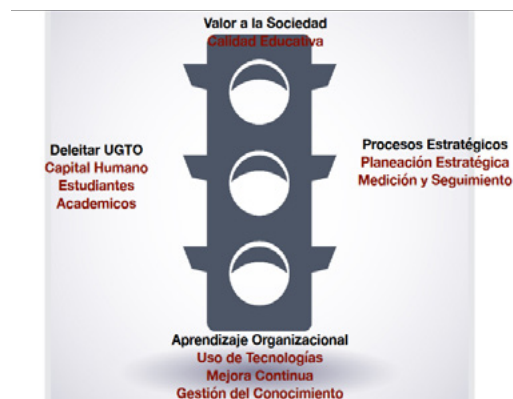 Valor a la Sociedad
Calidad Educativa
Deleitar UGTO
Capital Humano
Estudiantes
Academicos
Procesos Estratégicos
Planeación Estratégica
Medición y Seguimiento
Aprendizaje Organizacional
Uso de Tecnologías
Mejora Continua
Gestión del Conocimiento